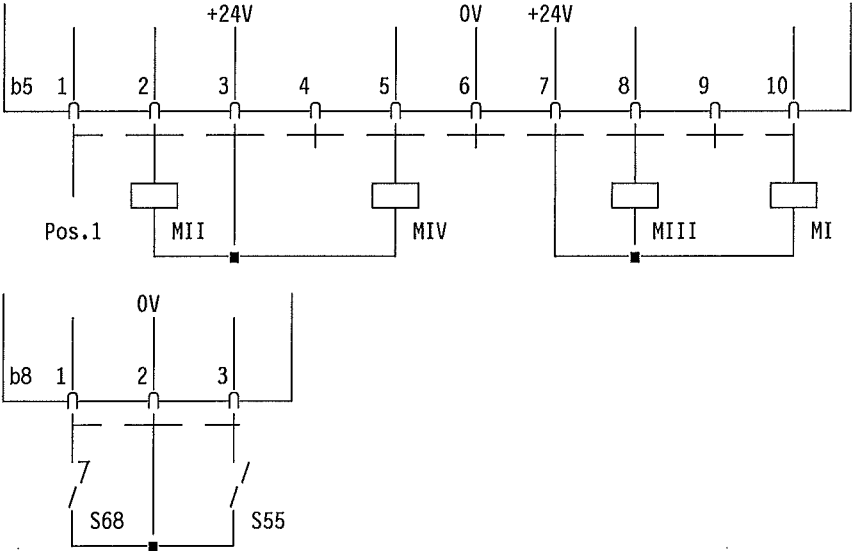 +24V 0V +24V
b5 1 2 3 4 5 6 7 8 9 10
Pos.1 MII MIV MIII MI
0V
b8 1 2 3
S68 S55